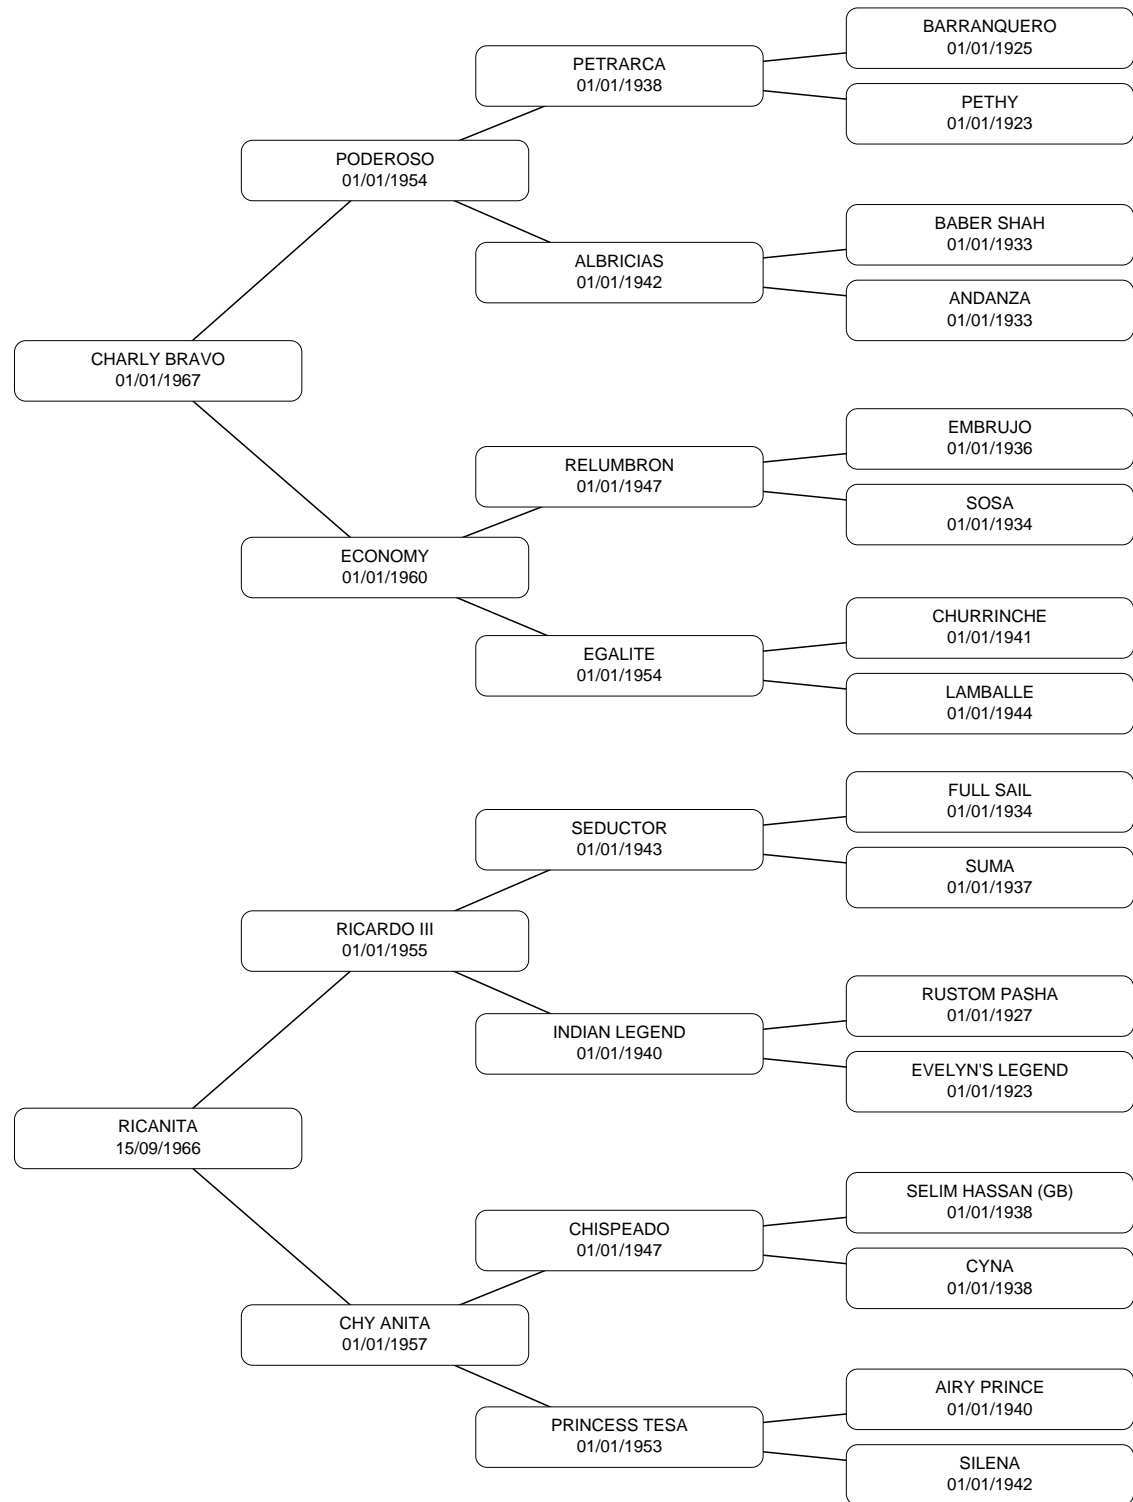 BARRANQUERO
01/01/1925
PETRARCA
01/01/1938
PETHY
01/01/1923
PODEROSO
01/01/1954
BABER SHAH
01/01/1933
ALBRICIAS
01/01/1942
ANDANZA
01/01/1933
CHARLY BRAVO
01/01/1967
EMBRUJO
01/01/1936
RELUMBRON
01/01/1947
SOSA
01/01/1934
ECONOMY
01/01/1960
CHURRINCHE
01/01/1941
EGALITE
01/01/1954
LAMBALLE
01/01/1944
FULL SAIL
01/01/1934
SEDUCTOR
01/01/1943
SUMA
01/01/1937
RICARDO III
01/01/1955
RUSTOM PASHA
01/01/1927
INDIAN LEGEND
01/01/1940
EVELYN'S LEGEND
01/01/1923
RICANITA
15/09/1966
SELIM HASSAN (GB)
01/01/1938
CHISPEADO
01/01/1947
CYNA
01/01/1938
CHY ANITA
01/01/1957
AIRY PRINCE
01/01/1940
PRINCESS TESA
01/01/1953
SILENA
01/01/1942